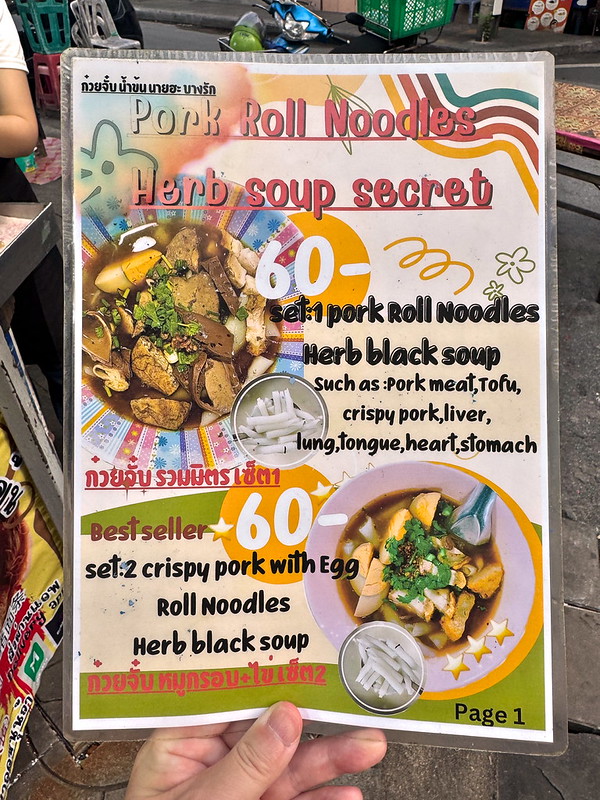 ก๋วยจั๊บ น้ำข้น นายฮะ บางรัก
Pork Roll Noodles
Herb soup secret
60-
set:1 pork Roll Noodles
Herb black soup
Such as :Pork meat,Tofu,
crispy pork,liver,
lung,tongue,heart,stomach
ก๋วยจั๊บ รวมมิตร เซ็ต1
Best seller 60-
set:2 crispy pork with Egg
Roll Noodles
Herb black soup
ก๋วยจั๊บ หมูกรอบ+ไข่ เซ็ต2
Page 1